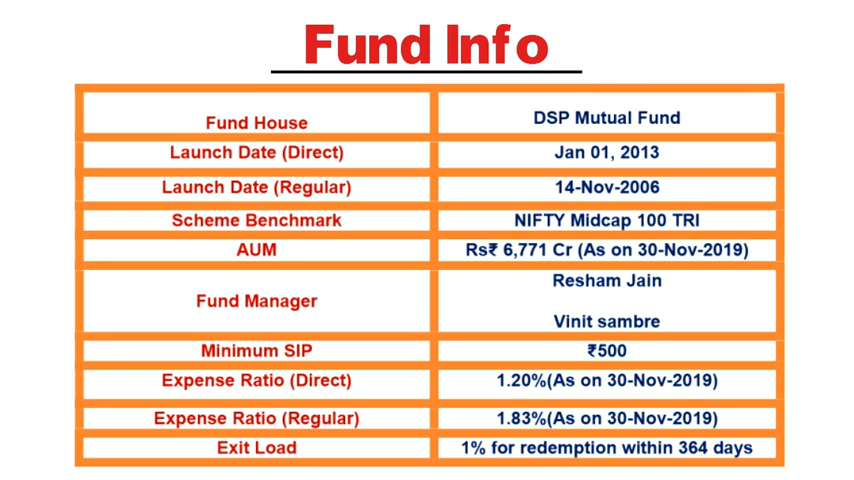 Fund Info
Fund House DSP Mutual Fund
Launch Date (Direct) Jan 01, 2013
Launch Date (Regular) 14-Nov-2006
Scheme Benchmark NIFTY Midcap 100 TRI
AUM Rs₹ 6,771 Cr (As on 30-Nov-2019)
Fund Manager Resham Jain
Vinit sambre
Minimum SIP ₹500
Expense Ratio (Direct) 1.20%(As on 30-Nov-2019)
Expense Ratio (Regular) 1.83%(As on 30-Nov-2019)
Exit Load 1% for redemption within 364 days